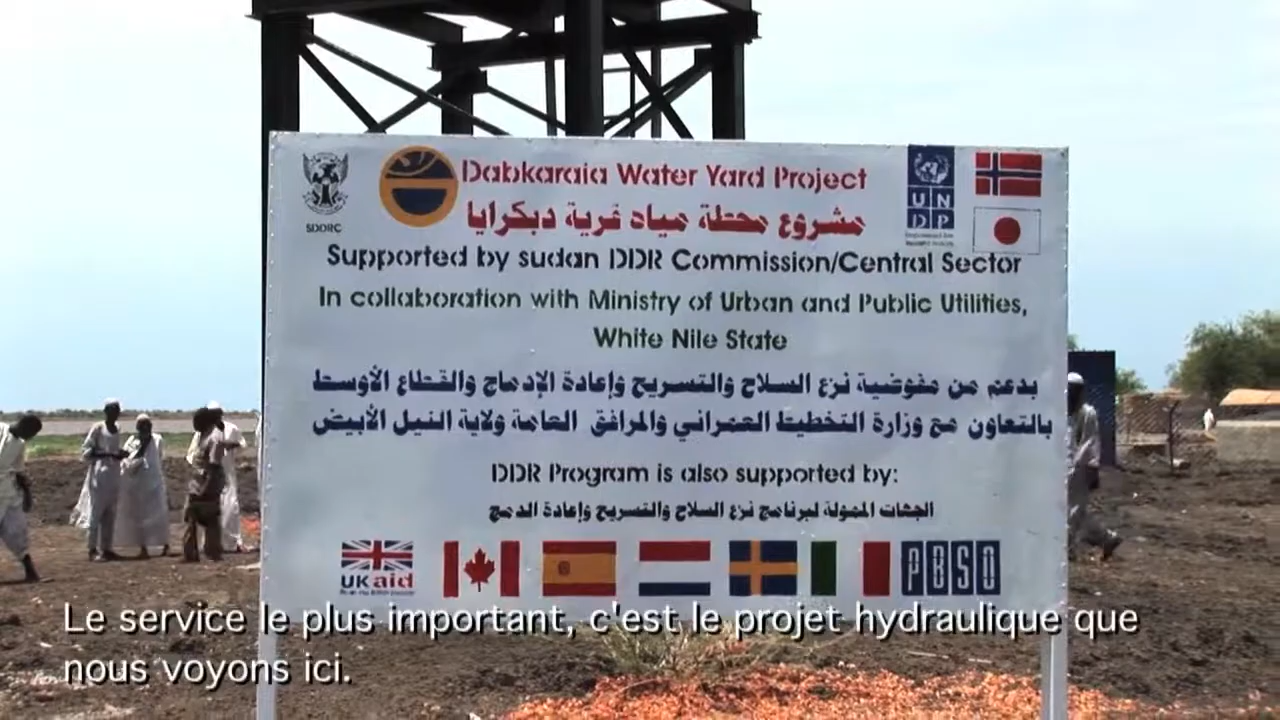 Dabkaraia Water Yard Project
مشروع محطة مياه قرية دبكرايا
SDDRC
UN
DP
Supported by sudan DDR Commission/Central Sector
In collaboration with Ministry of Urban and Public Utilities,
White Nile State
بدعم من مفوضية نزع السلاح والتسريح وإعادة الإدماج والقطاع الأوسط
بالتعاون مع وزارة التخطيط العمراني والمرافق العامة ولاية النيل الأبيض
DDR Program is also supported by:
الجهات الممولة لبرنامج نزع السلاح والتسريح وإعادة الدمج
UKaid
PBSO
Le service le plus important, c'est le projet hydraulique que
nous voyons ici.